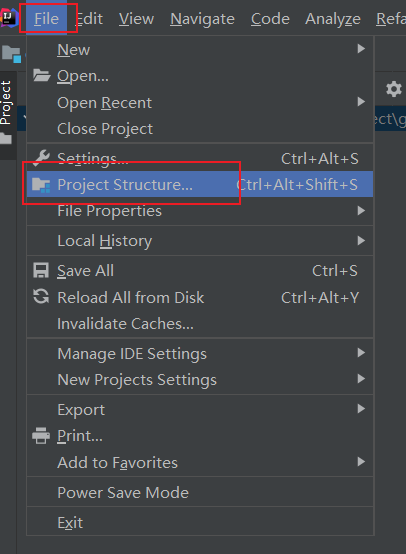 File Edit View Navigate Code Analyze Refa
New
Open...
ect\g
Open Recent
Close Project
Project
Settings... Ctrl+Alt+S
Project Structure... Ctrl+Alt+Shift+S
File Properties
Local History
Save All Ctrl+S
Reload All from Disk Ctrl+Alt+Y
Invalidate Caches...
Manage IDE Settings
New Projects Settings
Export
Print...
Add to Favorites
Power Save Mode
Exit